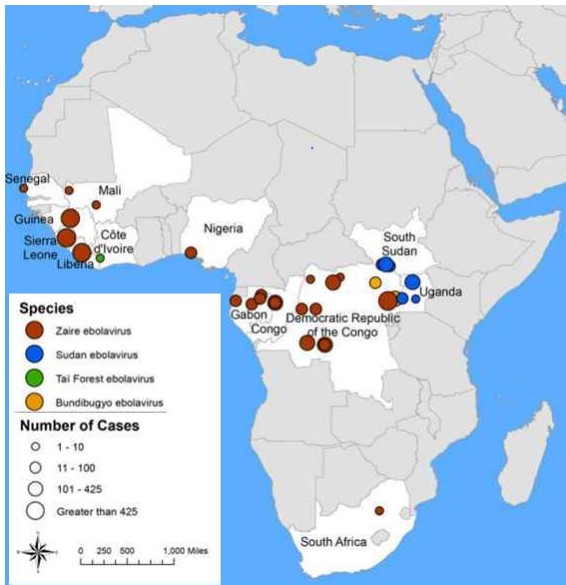 Senegal
Mali
Guinea
Côte
d'Ivoire
Sierra
Leone
Liberia
Nigeria
South
Sudan
Uganda
Gabon
Congo
Democratic Republic
of the Congo
South Africa
Species
Zaire ebolavirus
Sudan ebolavirus
Taï Forest ebolavirus
Bundibugyo ebolavirus
Number of Cases
1 - 10
11 - 100
101 - 425
Greater than 425
0 250 500 1,000 Miles